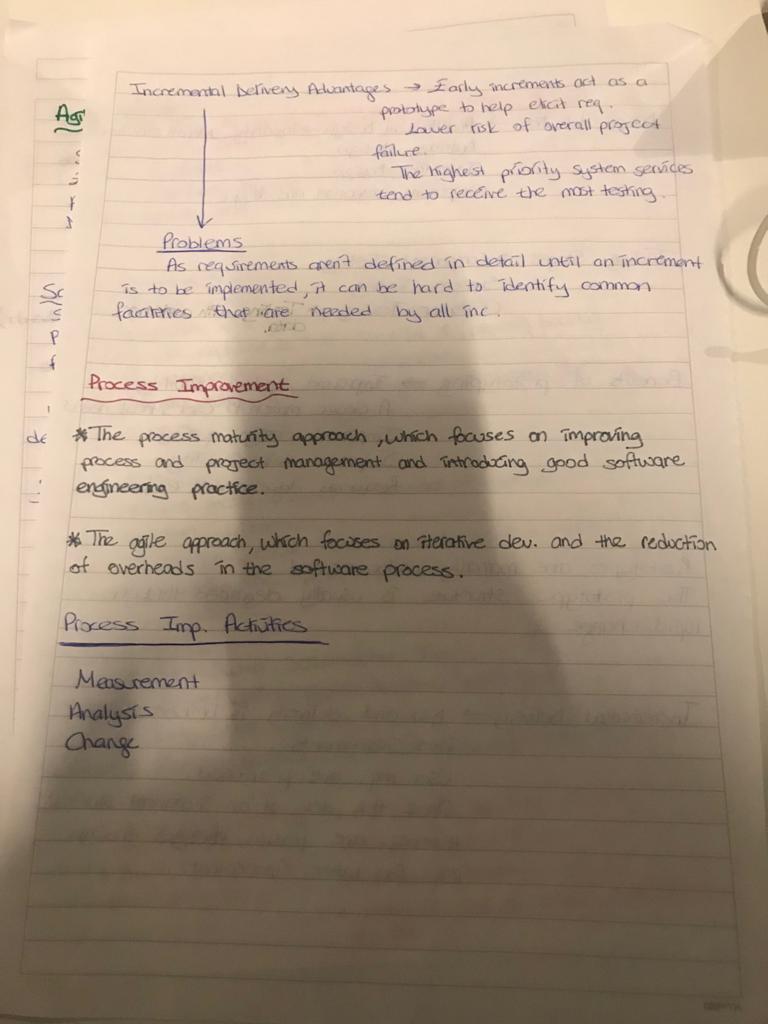 Incremental Delivery Advantages → Early increments act as a
prototype to help elicit req.
Lower risk of overall project
failure.
The highest priority system services
tend to receive the most testing.
Problems
As requirements aren't defined in detail until an increment
is to be implemented, it can be hard to identify common
facilities that are needed by all inc.
Process Improvement
* The process maturity approach, which focuses on improving
process and project management and introducing good software
engineering practice.
* The agile approach, which focuses on iterative dev. and the reduction
of overheads in the software process.
Process Imp. Activities
Measurement
Analysis
Change